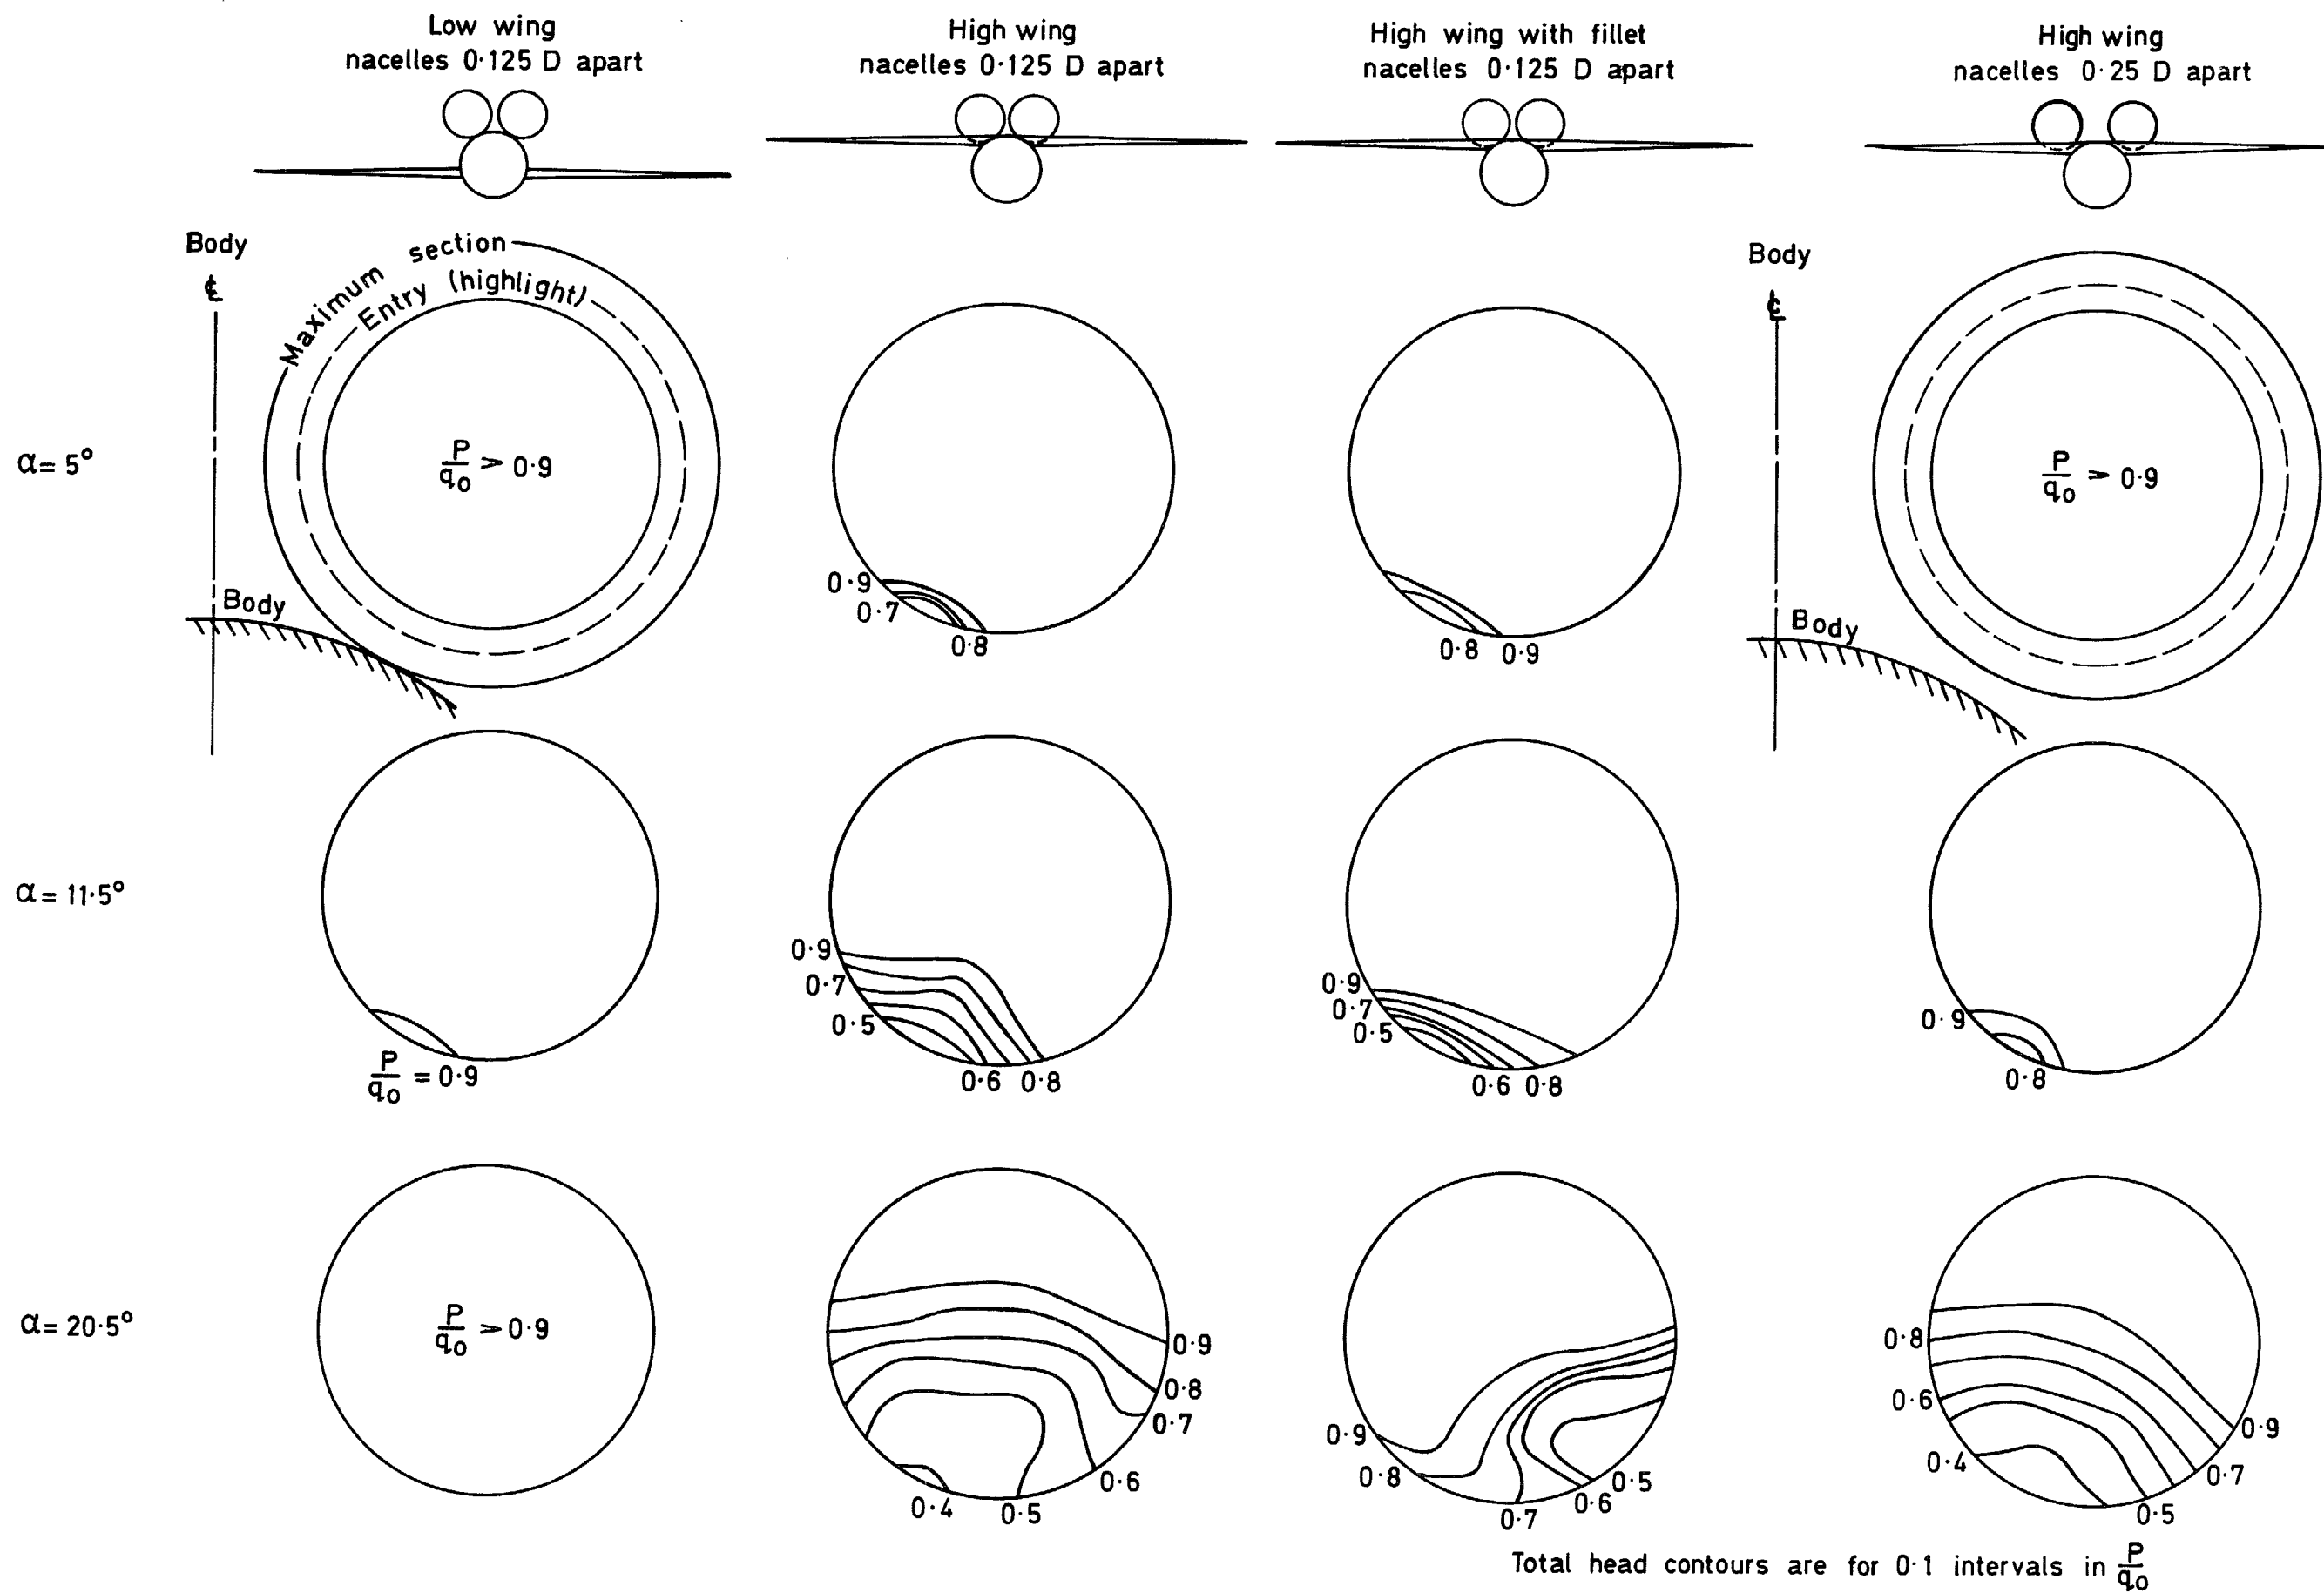 Low wing
nacelles 0·125 D apart
High wing
nacelles 0·125 D apart
High wing with fillet
nacelles 0·125 D apart
High wing
nacelles 0·25 D apart
Body
℄
Maximum section
Entry (highlight)
Body
℄
α= 5°
P/q₀ > 0·9
0·9
0·7
0·8
0·8 0·9
P/q₀ > 0·9
Body
Body
α= 11·5°
P/q₀ = 0·9
0·9
0·7
0·5
0·6 0·8
0·9
0·7
0·5
0·6 0·8
0·9
0·8
α= 20·5°
P/q₀ > 0·9
0·9
0·8
0·7
0·6
0·5
0·4
0·9
0·8
0·7
0·6
0·5
0·8
0·6
0·4
0·9
0·7
0·5
Total head contours are for 0·1 intervals in P/q₀